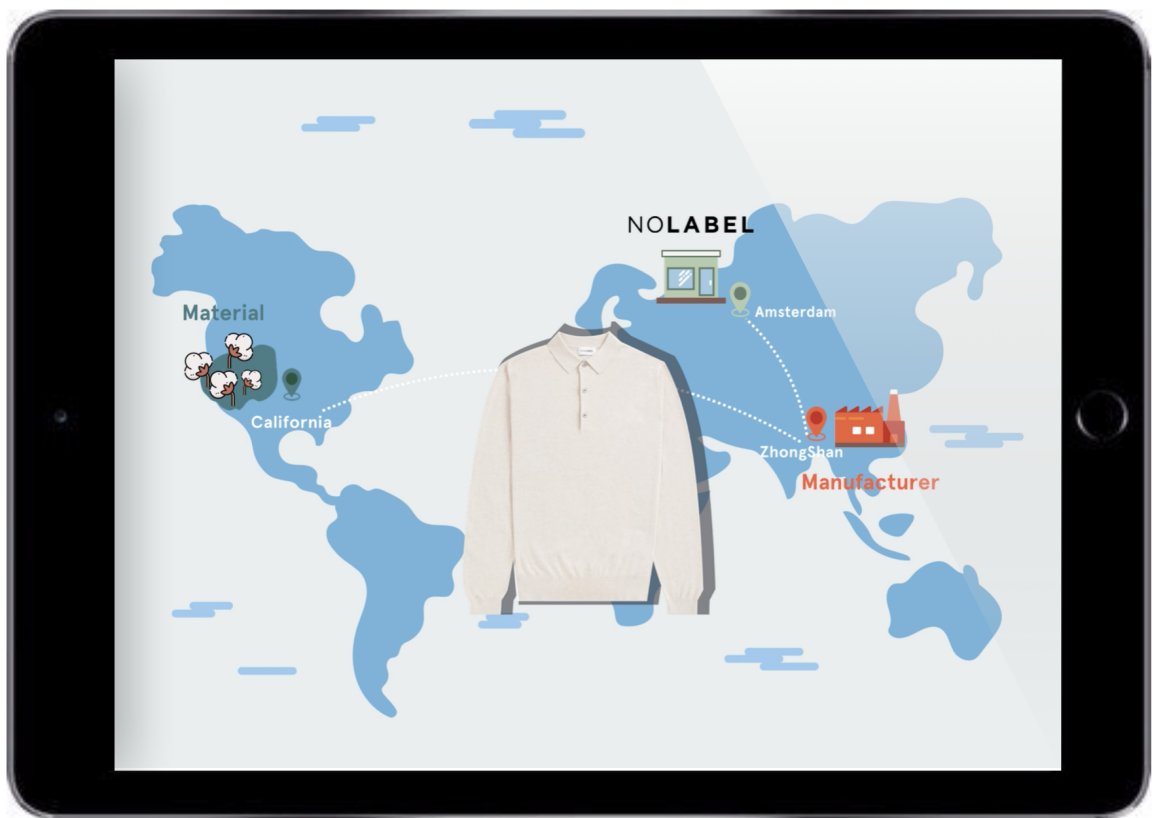 NOLABEL
Material
Amsterdam
California
ZhongShan
Manufacturer